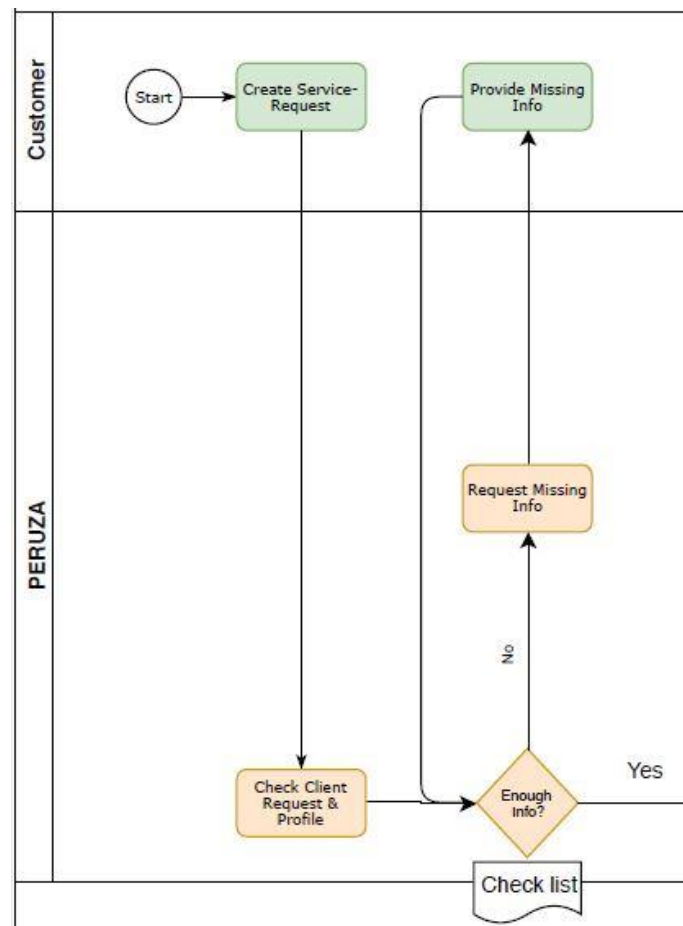 Customer
Start
Create Service-
Request
Provide Missing
Info
PERUZA
Request Missing
Info
No
Check Client
Request &
Profile
Enough
Info?
Yes
Check list